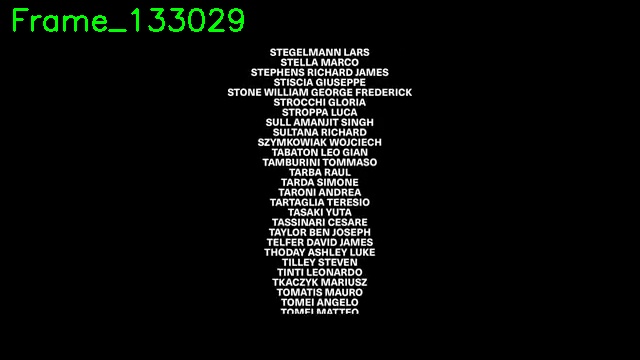 Frame_133029
STEGELMANN LARS
STELLA MARCO
STEPHENS RICHARD JAMES
STISCIA GIUSEPPE
STONE WILLIAM GEORGE FREDERICK
STROCCHI GLORIA
STROPPA LUCA
SULL AMANJIT SINGH
SULTANA RICHARD
SZYMKOWIAK WOJCIECH
TABATON LEO GIAN
TAMBURINI TOMMASO
TARBA RAUL
TARDA SIMONE
TARONI ANDREA
TARTAGLIA TERESIO
TASAKI YUTA
TASSINARI CESARE
TAYLOR BEN JOSEPH
TELFER DAVID JAMES
THODAY ASHLEY LUKE
TILLEY STEVEN
TINTI LEONARDO
TKACZYK MARIUSZ
TOMATIS MAURO
TOMEI ANGELO
TOMEI MATTEO